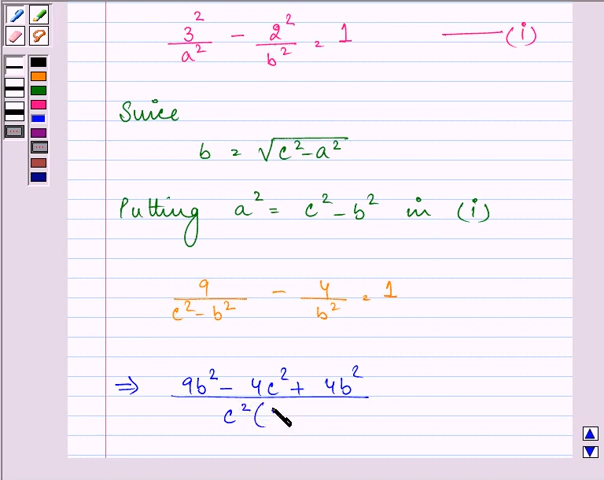 3²/a² - 2²/b² = 1 —— (i)
Suice
b = √c²-a²
Putting a² = c²-b² in (i)
9/c²-b² - 4/b² = 1
⇒ 9b² - 4c² + 4b² / c² (